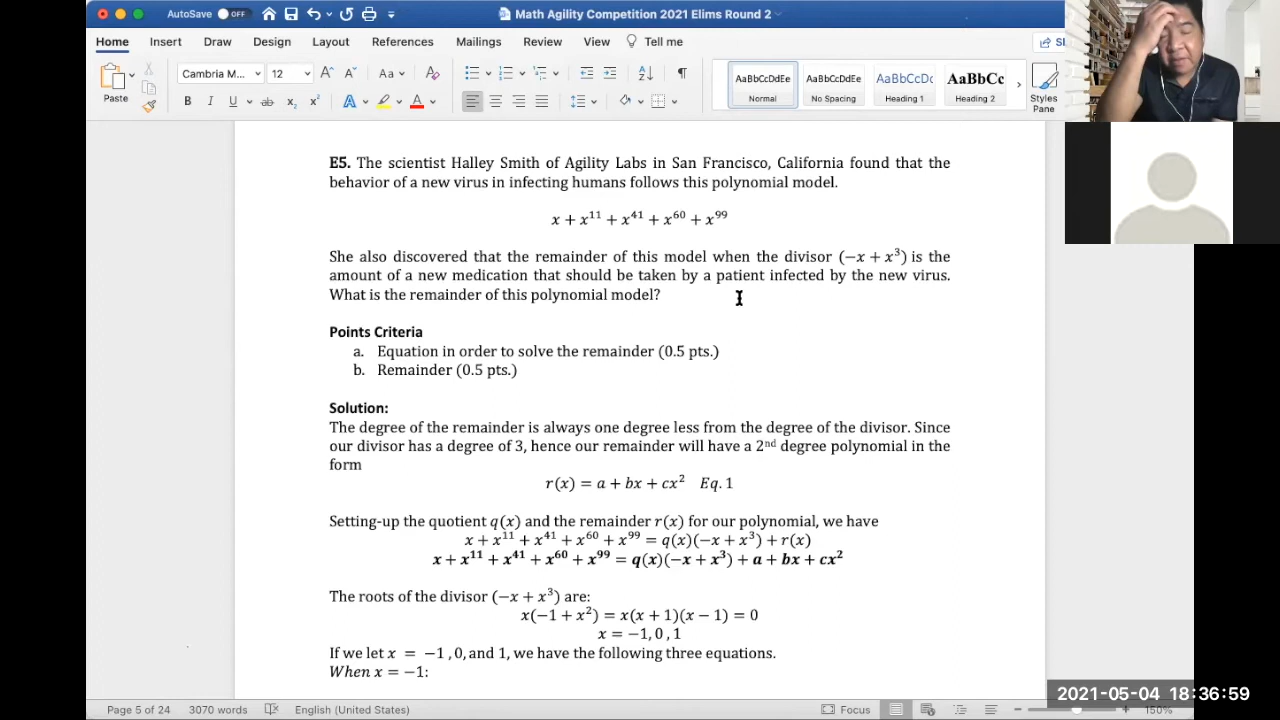 AutoSave OFF
Math Agility Competition 2021 Elims Round 2
Home Insert Draw Design Layout References Mailings Review View Tell me
Paste Cambria M... 12 Aa
AaBbCcDdEe AaBbCcDdEe AaBbCcDc AaBbCc
Normal No Spacing Heading 1 Heading 2 Styles Pane
E5. The scientist Halley Smith of Agility Labs in San Francisco, California found that the
behavior of a new virus in infecting humans follows this polynomial model.
x + x¹¹ + x⁴¹ + x⁶⁰ + x⁹⁹
She also discovered that the remainder of this model when the divisor (−x + x³) is the
amount of a new medication that should be taken by a patient infected by the new virus.
What is the remainder of this polynomial model?
Points Criteria
a. Equation in order to solve the remainder (0.5 pts.)
b. Remainder (0.5 pts.)
Solution:
The degree of the remainder is always one degree less from the degree of the divisor. Since
our divisor has a degree of 3, hence our remainder will have a 2ⁿᵈ degree polynomial in the
form
r(x) = a + bx + cx² Eq. 1
Setting-up the quotient q(x) and the remainder r(x) for our polynomial, we have
x + x¹¹ + x⁴¹ + x⁶⁰ + x⁹⁹ = q(x)(−x + x³) + r(x)
x + x¹¹ + x⁴¹ + x⁶⁰ + x⁹⁹ = q(x)(−x + x³) + a + bx + cx²
The roots of the divisor (−x + x³) are:
x(−1 + x²) = x(x + 1)(x − 1) = 0
x = −1, 0 , 1
If we let x = −1 , 0, and 1, we have the following three equations.
When x = −1:
Page 5 of 24 3070 words English (United States) Focus 150%
2021-05-04 18:36:59